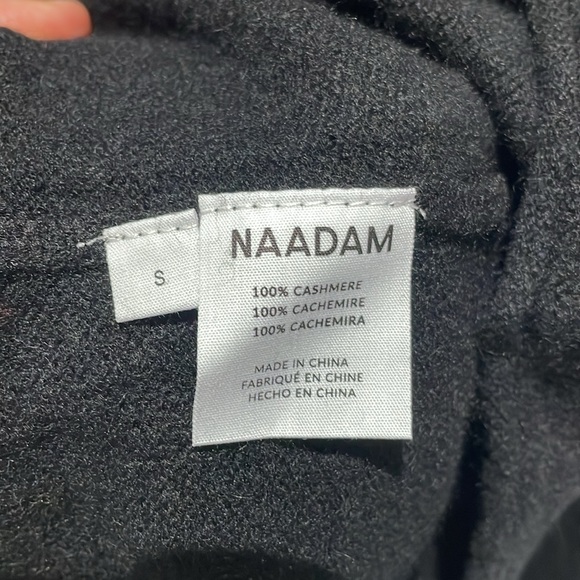 S
NAADAM
100% CASHMERE
100% CACHEMIRE
100% CACHEMIRA
MADE IN CHINA
FABRIQUÉ EN CHINE
HECHO EN CHINA